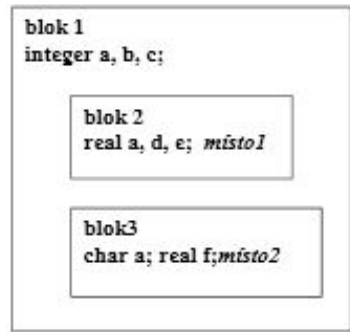 blok 1
integer a, b, c;
blok 2
real a, d, e; místo1
blok3
char a; real f;místo2